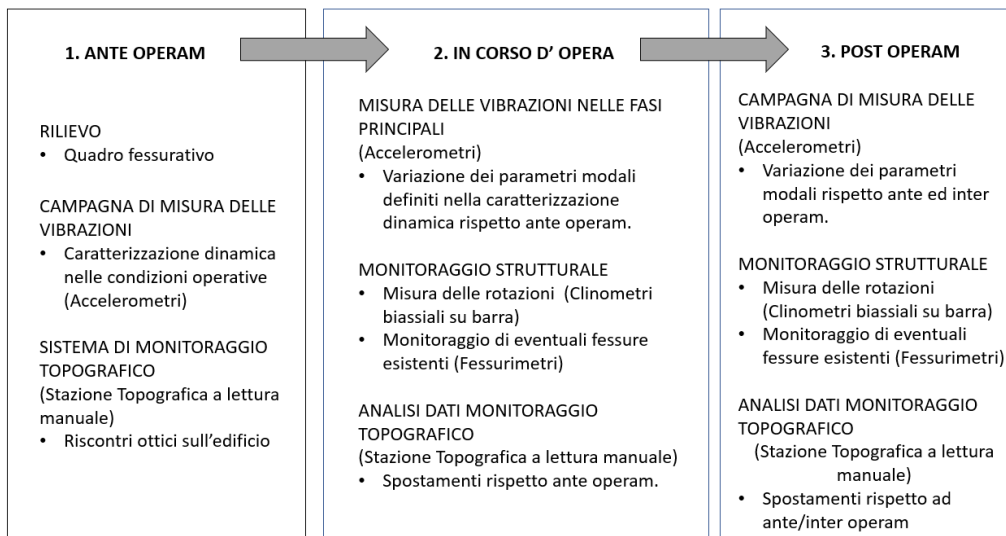 1. ANTE OPERAM
RILIEVO
• Quadro fessurativo
CAMPAGNA DI MISURA DELLE
VIBRAZIONI
• Caratterizzazione dinamica
nelle condizioni operative
(Accelerometri)
SISTEMA DI MONITORAGGIO
TOPOGRAFICO
(Stazione Topografica a lettura
manuale)
• Riscontri ottici sull'edificio
2. IN CORSO D' OPERA
MISURA DELLE VIBRAZIONI NELLE FASI
PRINCIPALI
(Accelerometri)
• Variazione dei parametri modali
definiti nella caratterizzazione
dinamica rispetto ante operam.
MONITORAGGIO STRUTTURALE
• Misura delle rotazioni (Clinometri
biassiali su barra)
• Monitoraggio di eventuali fessure
esistenti (Fessurimetri)
ANALISI DATI MONITORAGGIO
TOPOGRAFICO
(Stazione Topografica a lettura manuale)
• Spostamenti rispetto ante operam.
3. POST OPERAM
CAMPAGNA DI MISURA DELLE
VIBRAZIONI
(Accelerometri)
• Variazione dei parametri
modali rispetto ante ed inter
operam.
MONITORAGGIO STRUTTURALE
• Misura delle rotazioni
(Clinometri biassiali su barra)
• Monitoraggio di eventuali
fessure esistenti (Fessurimetri)
ANALISI DATI MONITORAGGIO
TOPOGRAFICO
(Stazione Topografica a lettura
manuale)
• Spostamenti rispetto ad
ante/inter operam